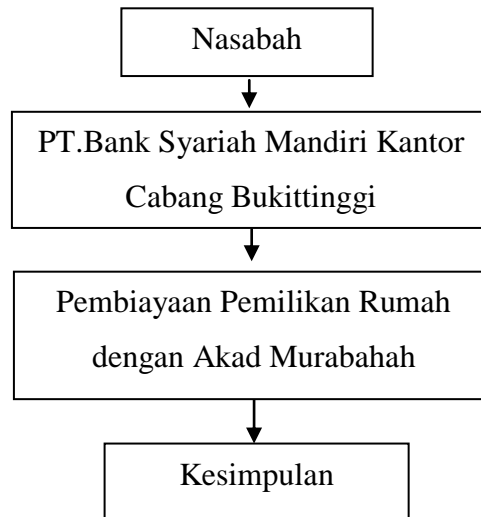 Nasabah
PT.Bank Syariah Mandiri Kantor
Cabang Bukittinggi
Pembiayaan Pemilikan Rumah
dengan Akad Murabahah
Kesimpulan